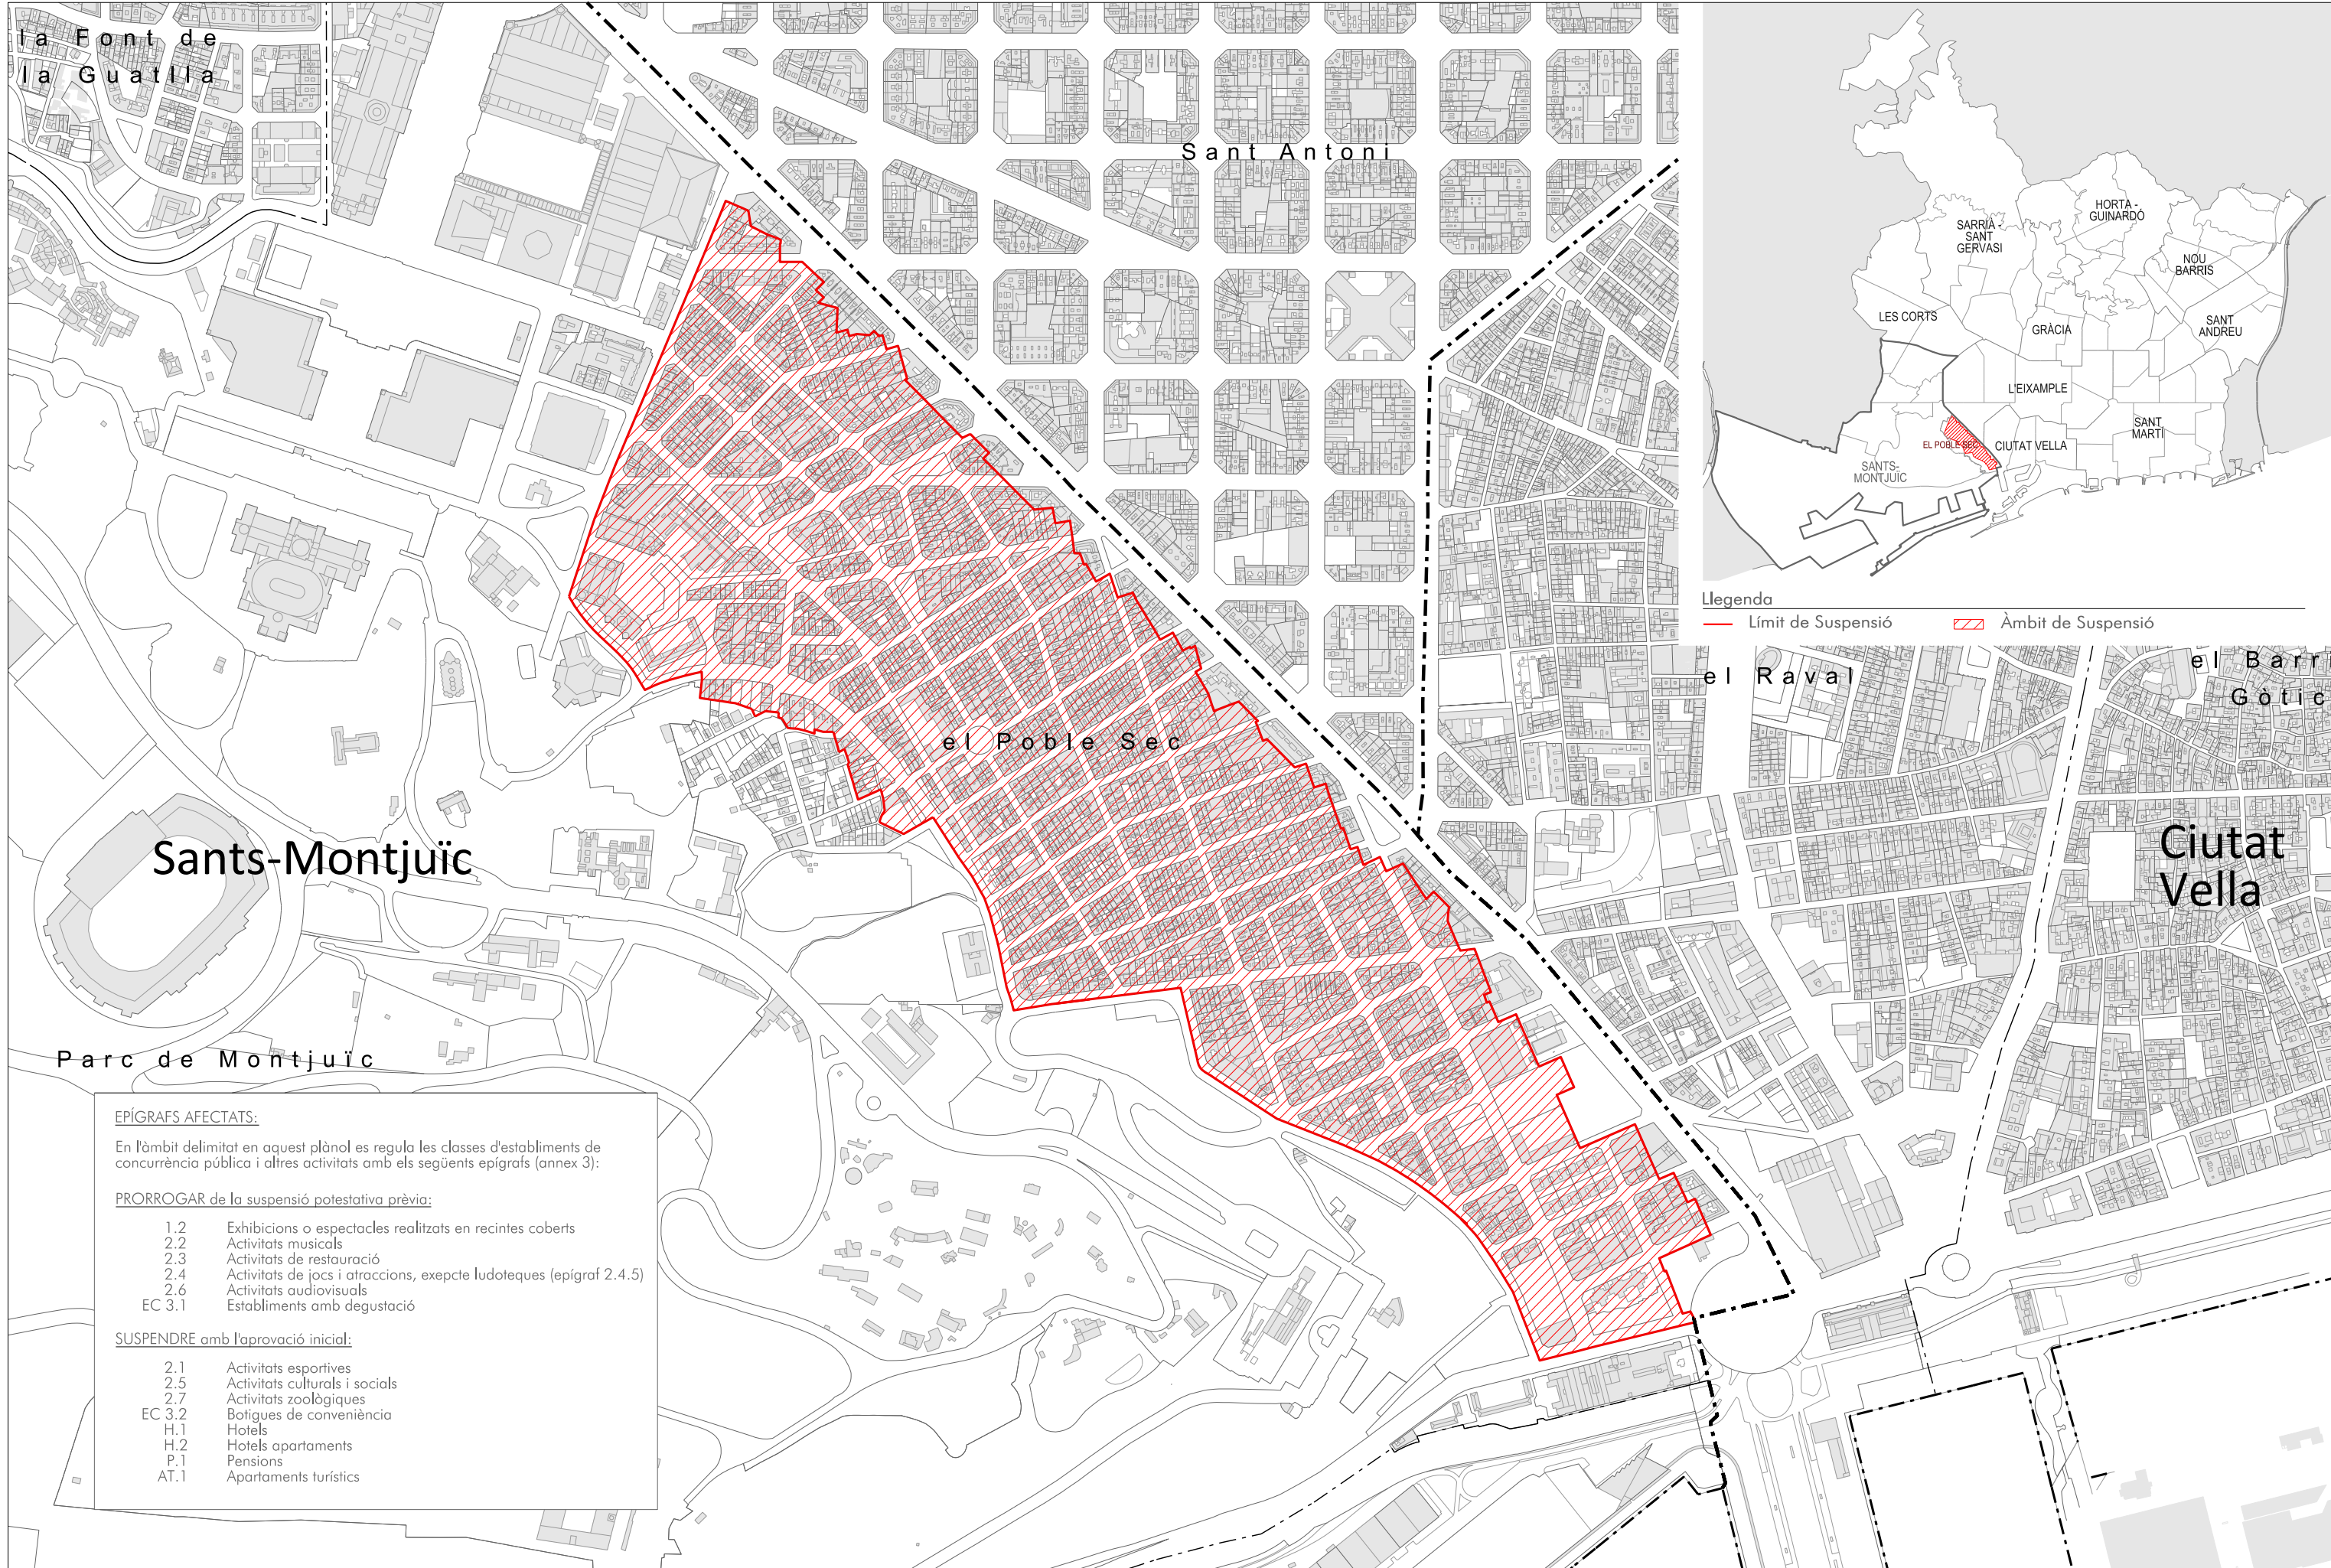 la Font de
la Guatlla
Sant Antoni
HORTA -
GUINARDÓ
SARRIÀ -
SANT
GERVASI
NOU
BARRIS
LES CORTS
GRÀCIA
SANT
ANDREU
L'EIXAMPLE
SANT
MARTÍ
EL POBLE SEC
CIUTAT VELLA
SANTS-
MONTJUÏC
Llegenda
Límit de Suspensió
Àmbit de Suspensió
el Raval
el Barri
Gòtic
el Poble Sec
Sants-Montjuïc
Ciutat
Vella
Parc de Montjuïc
EPÍGRAFS AFECTATS:
En l'àmbit delimitat en aquest plànol es regula les classes d'establiments de
concurrència pública i altres activitats amb els següents epígrafs (annex 3):
PRORROGAR de la suspensió potestativa prèvia:
1.2 Exhibicions o espectacles realitzats en recintes coberts
2.2 Activitats musicals
2.3 Activitats de restauració
2.4 Activitats de jocs i atraccions, exepcte ludoteques (epígraf 2.4.5)
2.6 Activitats audiovisuals
EC 3.1 Establiments amb degustació
SUSPENDRE amb l'aprovació inicial:
2.1 Activitats esportives
2.5 Activitats culturals i socials
2.7 Activitats zoològiques
EC 3.2 Botigues de conveniència
H.1 Hotels
H.2 Hotels apartaments
P.1 Pensions
AT.1 Apartaments turístics